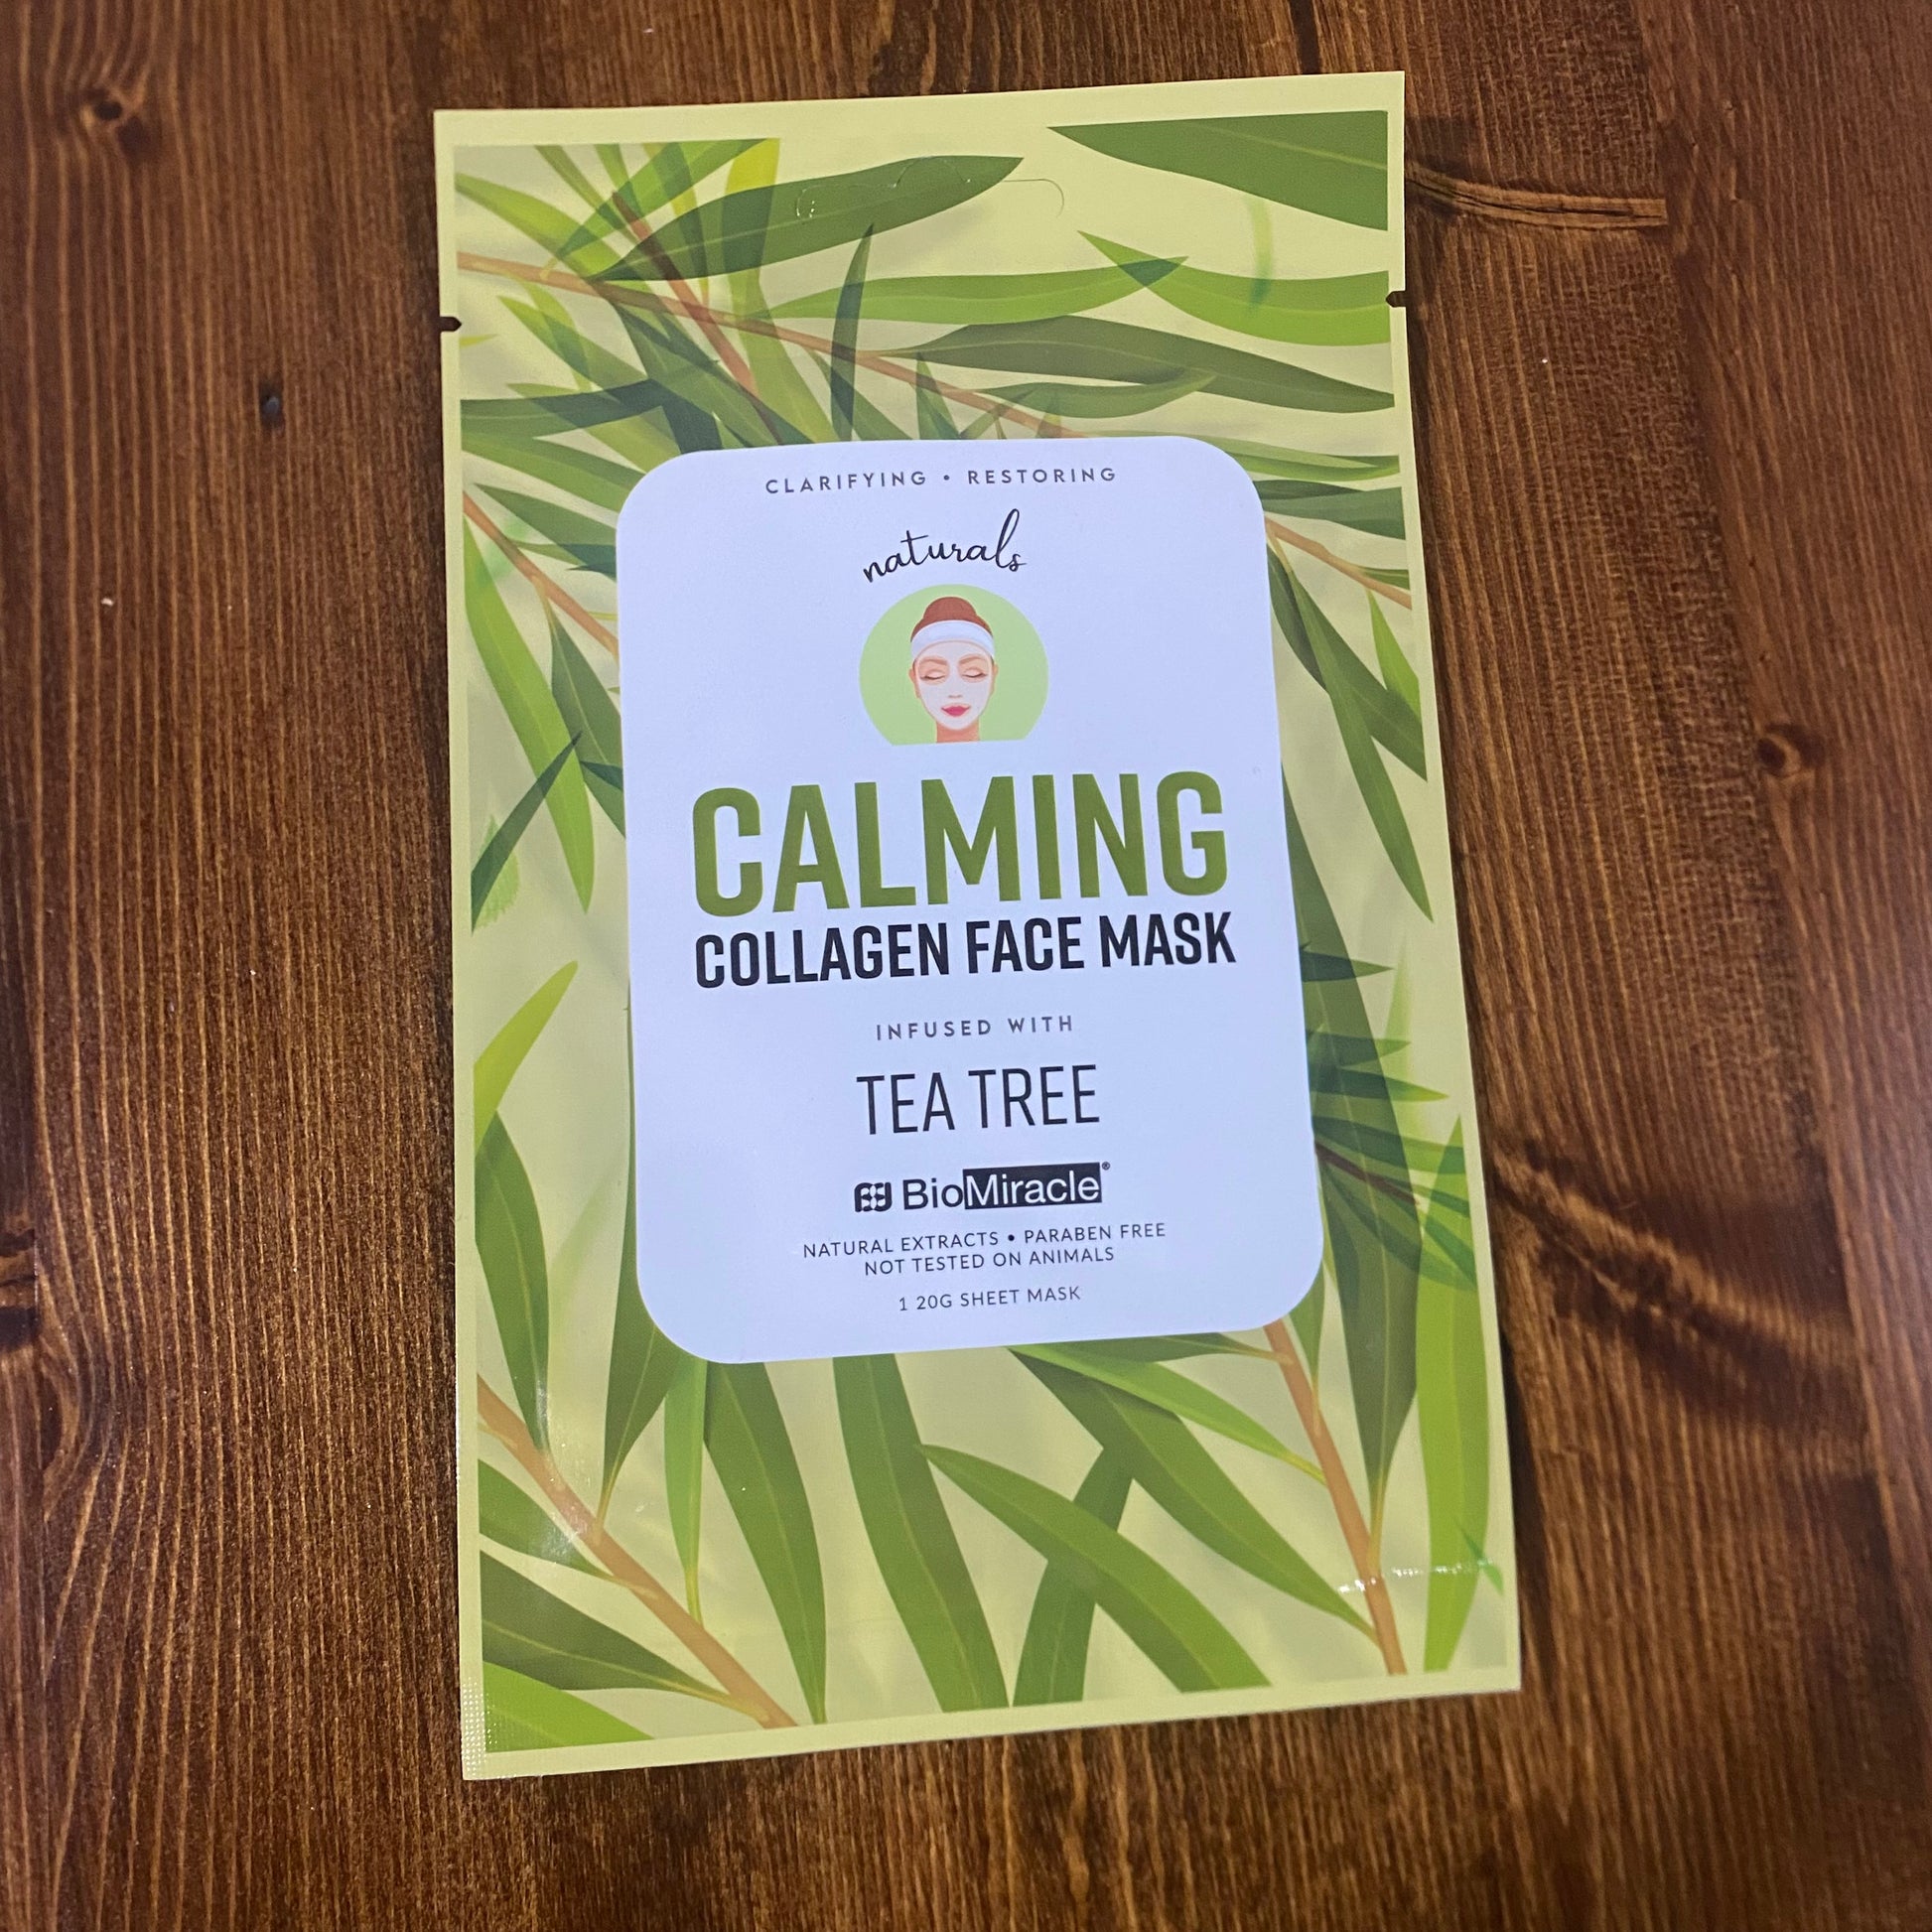 CLARIFYING • RESTORING
naturals
CALMING
COLLAGEN FACE MASK
INFUSED WITH
TEA TREE
BioMiracle®
NATURAL EXTRACTS • PARABEN FREE
NOT TESTED ON ANIMALS
1 20G SHEET MASK